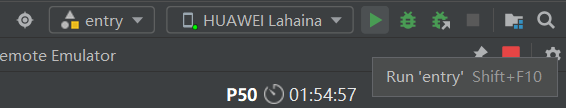 entry HUAWEI Lahaina
emote Emulator
Run 'entry' Shift+F10
P50 01:54:57